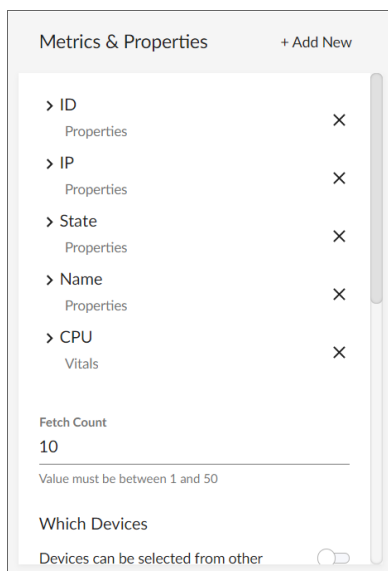 Metrics & Properties + Add New
ID
Properties
IP
Properties
State
Properties
Name
Properties
CPU
Vitals
Fetch Count
10
Value must be between 1 and 50
Which Devices
Devices can be selected from other